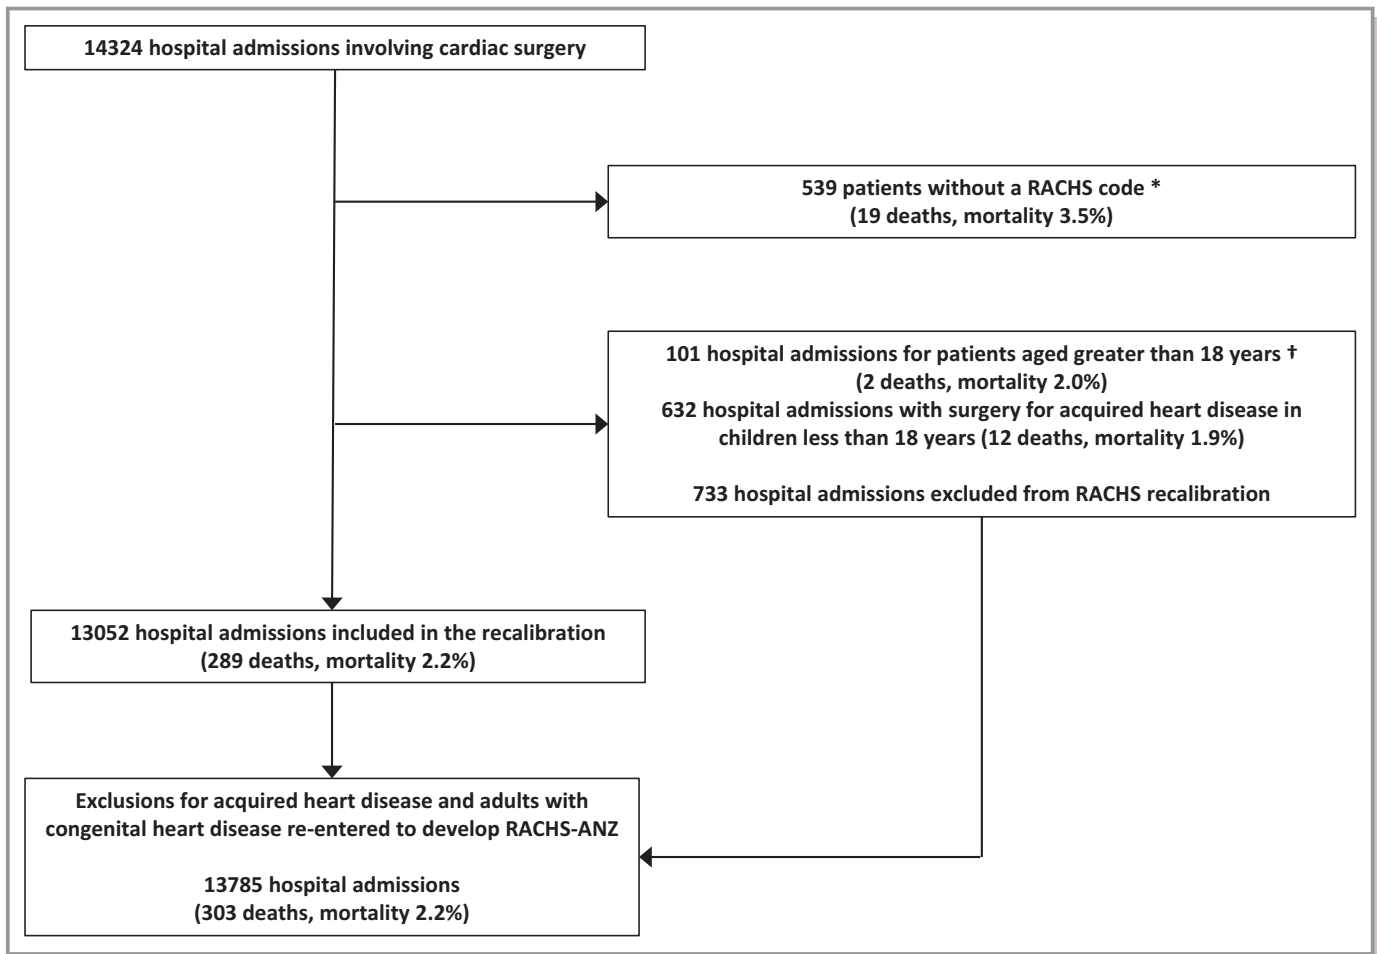 14324 hospital admissions involving cardiac surgery
539 patients without a RACHS code *
(19 deaths, mortality 3.5%)
101 hospital admissions for patients aged greater than 18 years †
(2 deaths, mortality 2.0%)
632 hospital admissions with surgery for acquired heart disease in
children less than 18 years (12 deaths, mortality 1.9%)
733 hospital admissions excluded from RACHS recalibration
13052 hospital admissions included in the recalibration
(289 deaths, mortality 2.2%)
Exclusions for acquired heart disease and adults with
congenital heart disease re-entered to develop RACHS-ANZ
13785 hospital admissions
(303 deaths, mortality 2.2%)